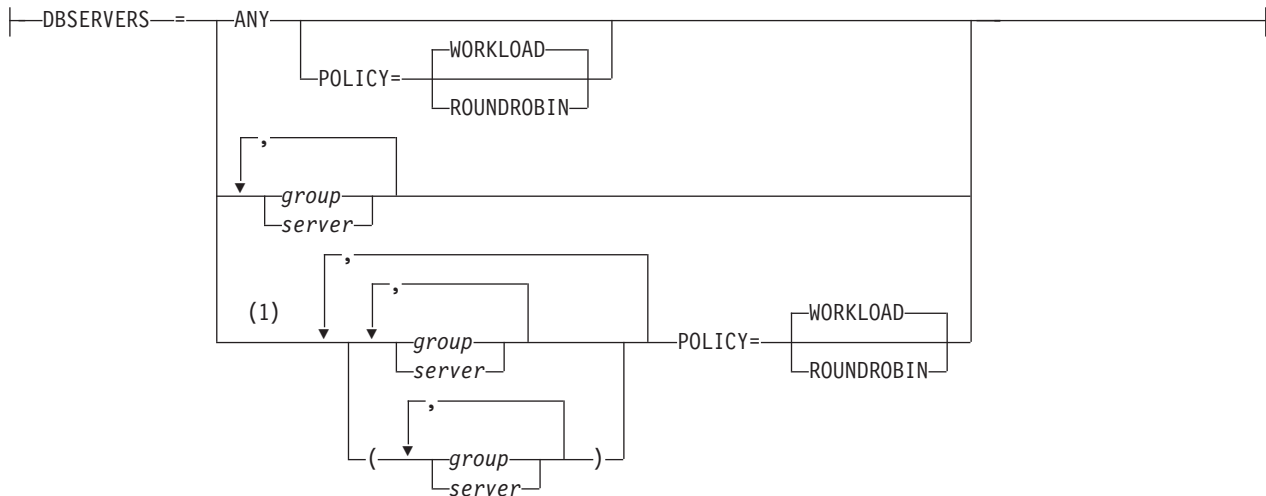 DBSERVERS = ANY
WORKLOAD
POLICY=
ROUNDROBIN
,
group
server
,
,
(1)
WORKLOAD
group POLICY=
server ROUNDROBIN
,
( group )
server